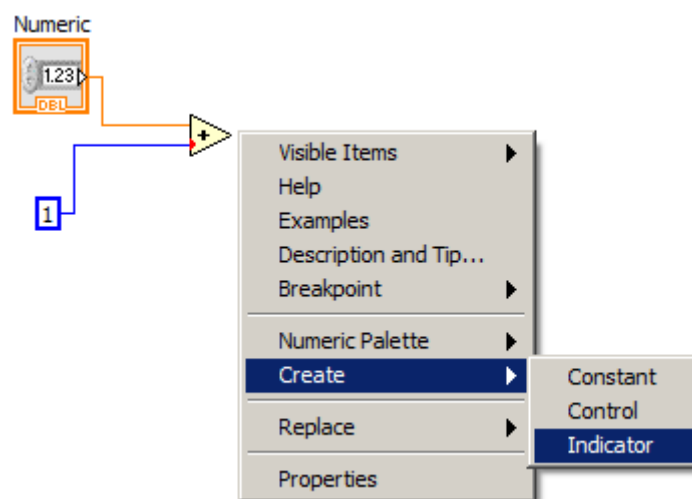 Numeric
1.23
DBL
+
1
Visible Items
Help
Examples
Description and Tip...
Breakpoint
Numeric Palette
Create
Replace
Properties
Constant
Control
Indicator